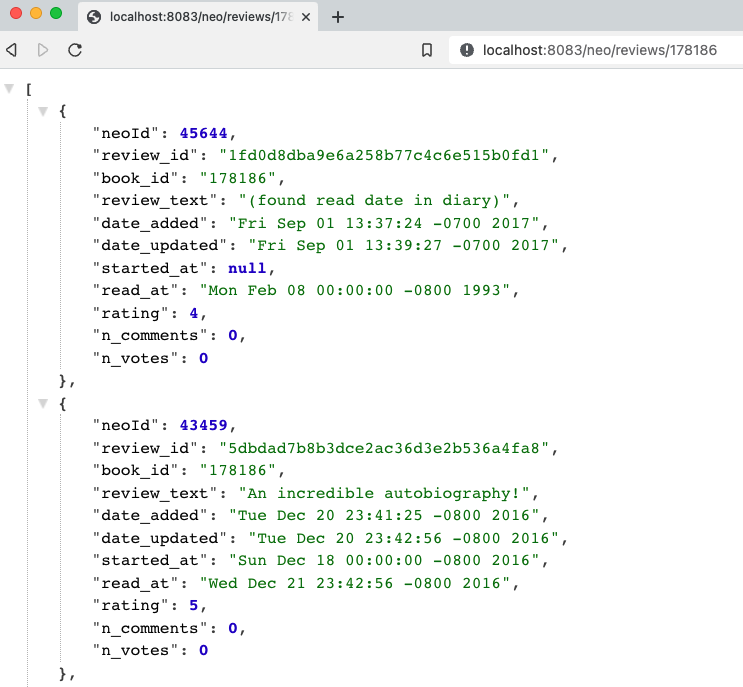 localhost:8083/neo/reviews/178
localhost:8083/neo/reviews/178186
[
{
"neoId": 45644,
"review_id": "1fd0d8dba9e6a258b77c4c6e515b0fd1",
"book_id": "178186",
"review_text": "(found read date in diary)",
"date_added": "Fri Sep 01 13:37:24 -0700 2017",
"date_updated": "Fri Sep 01 13:39:27 -0700 2017",
"started_at": null,
"read_at": "Mon Feb 08 00:00:00 -0800 1993",
"rating": 4,
"n_comments": 0,
"n_votes": 0
},
{
"neoId": 43459,
"review_id": "5dbdad7b8b3dce2ac36d3e2b536a4fa8",
"book_id": "178186",
"review_text": "An incredible autobiography!",
"date_added": "Tue Dec 20 23:41:25 -0800 2016",
"date_updated": "Tue Dec 20 23:42:56 -0800 2016",
"started_at": "Sun Dec 18 00:00:00 -0800 2016",
"read_at": "Wed Dec 21 23:42:56 -0800 2016",
"rating": 5,
"n_comments": 0,
"n_votes": 0
},